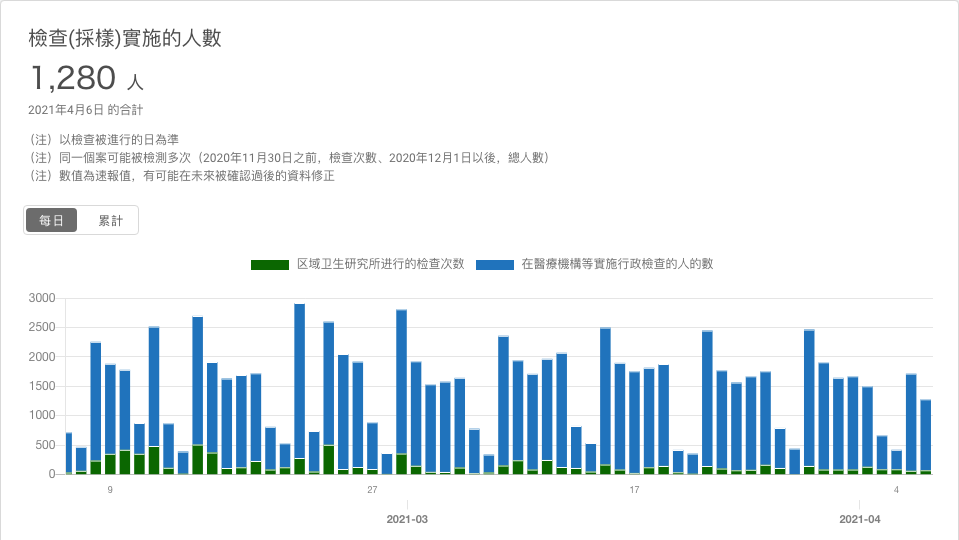 檢查(採樣)實施的人數
1,280 人
2021年4月6日 的合計
（注）以檢查被進行的日為準
（注）同一個案可能被檢測多次（2020年11月30日之前，檢查次數、2020年12月1日以後，總人數）
（注）數值為速報值，有可能在未來被確認過後的資料修正
每日 累計
区域卫生研究所进行的检查次数 在醫療機構等實施行政檢查的人的數
3000
2500
2000
1500
1000
500
0
9 27 17 4
2021-03 2021-04